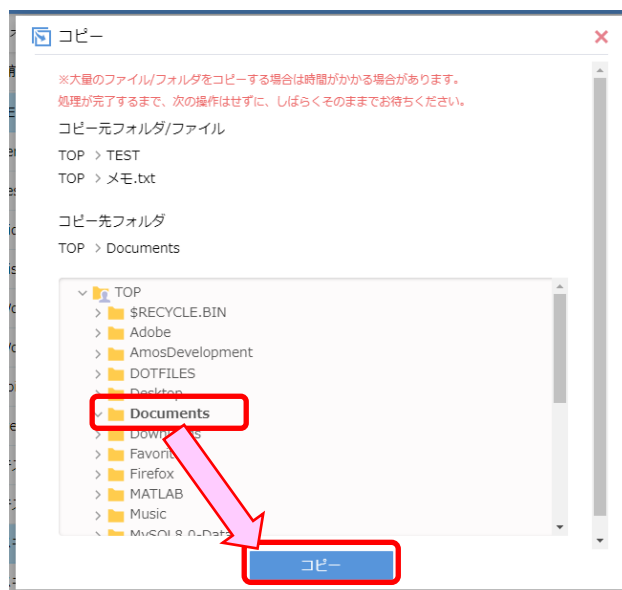 コピー
※大量のファイル/フォルダをコピーする場合は時間がかかる場合があります。
処理が完了するまで、次の操作はせずに、しばらくそのままでお待ちください。
コピー元フォルダ/ファイル
TOP > TEST
TOP > メモ.txt
コピー先フォルダ
TOP > Documents
TOP
$RECYCLE.BIN
Adobe
AmosDevelopment
DOTFILES
Desktop
Documents
Firefox
MATLAB
Music
コピー